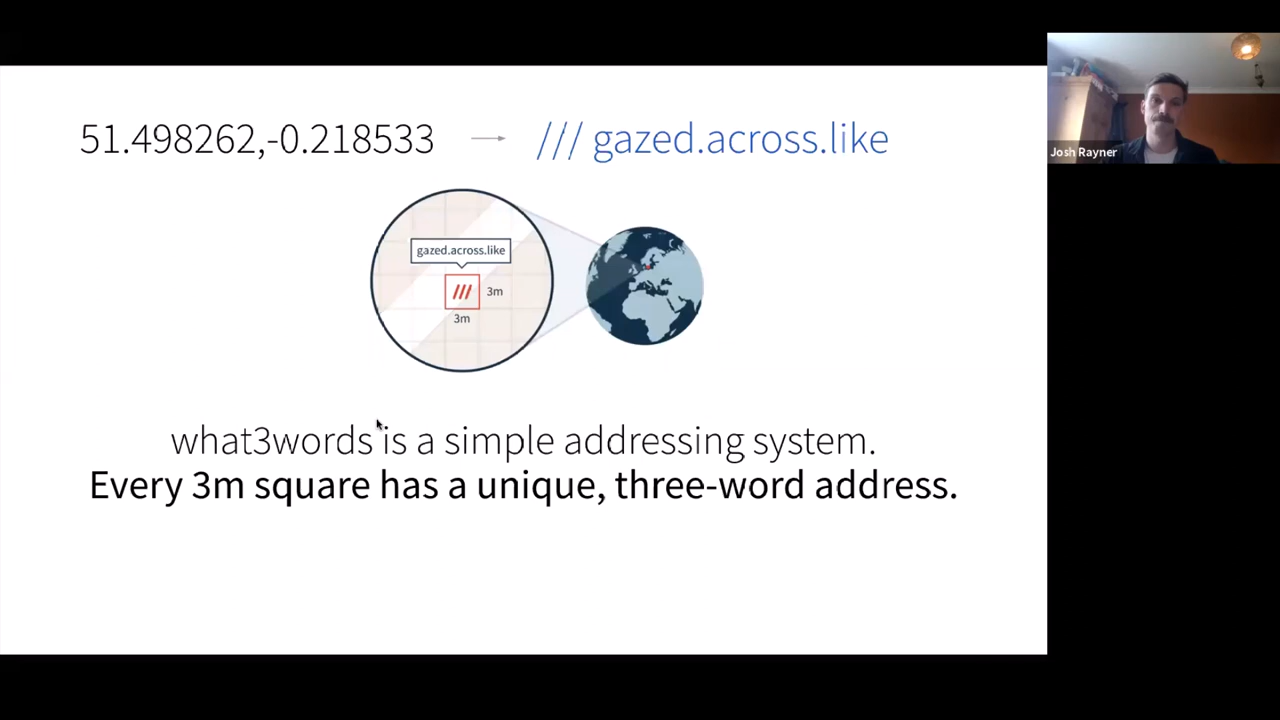 51.498262,-0.218533 → /// gazed.across.like
Josh Rayner
gazed.across.like
/// 3m
3m
what3words is a simple addressing system.
Every 3m square has a unique, three-word address.